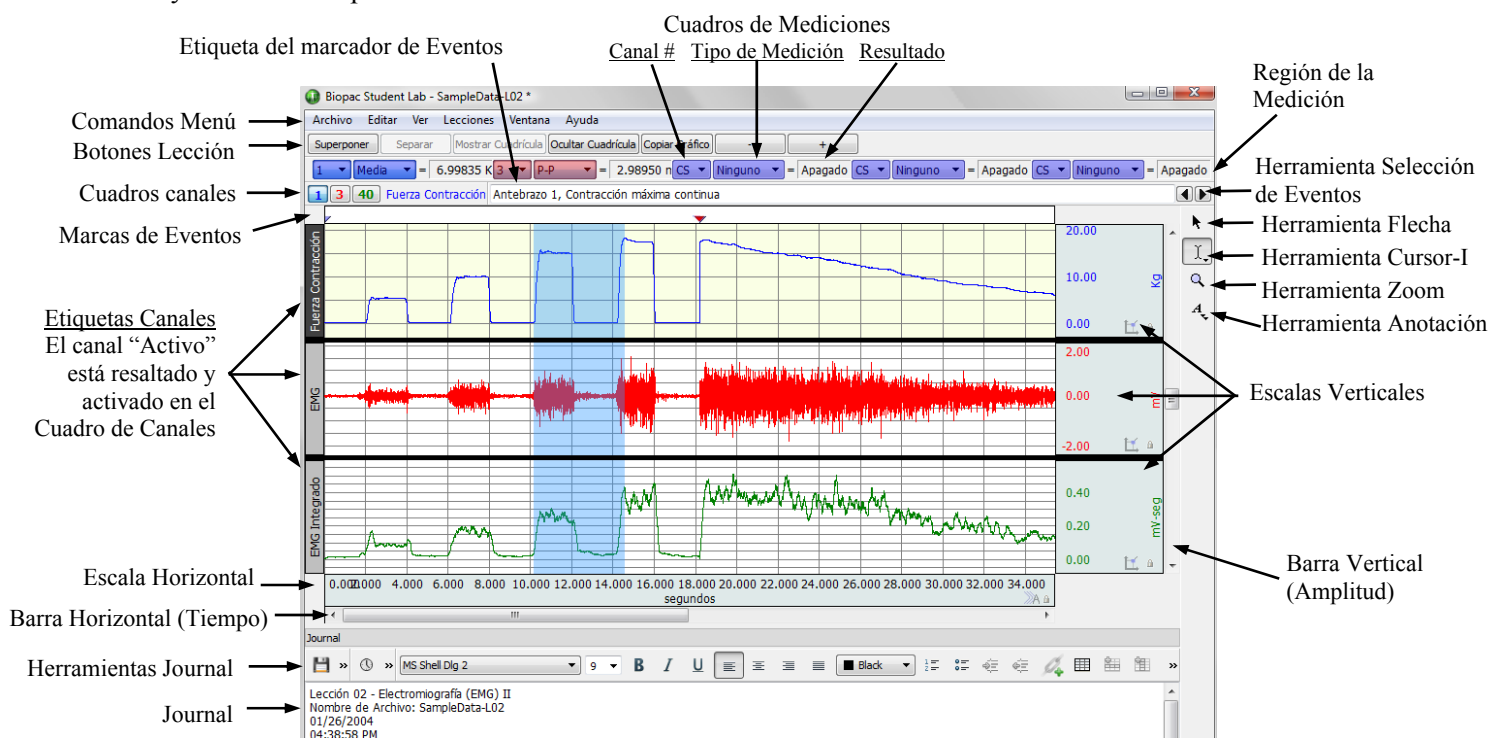 Cuadros de Mediciones
Etiqueta del marcador de Eventos
Canal # Tipo de Medición Resultado
Región de la
Medición
Biopac Student Lab - SampleData-L02 *
Comandos Menú
Archivo Editar Ver Lecciones Ventana Ayuda
Botones Lección
Superponer Separar Mostrar Cuadrícula Ocultar Cuadrícula Copiar Gráfico - +
1 Media = 6.99835 K 3 P-P = 2.98950 n CS Ninguno = Apagado CS Ninguno = Apagado CS Ninguno = Apagado
Herramienta Selección
de Eventos
Cuadros canales
1 3 40 Fuerza Contracción Antebrazo 1, Contracción máxima continua
Marcas de Eventos
Herramienta Flecha
Herramienta Cursor-I
Herramienta Zoom
Herramienta Anotación
Fuerza Contracción
20.00
10.00
0.00
Kg
Etiquetas Canales
El canal “Activo”
está resaltado y
activado en el
Cuadro de Canales
EMG
2.00
0.00
-2.00
mV
Escalas Verticales
EMG Integrado
0.40
0.20
0.00
mV-seg
Barra Vertical
(Amplitud)
Escala Horizontal
0.000 2.000 4.000 6.000 8.000 10.000 12.000 14.000 16.000 18.000 20.000 22.000 24.000 26.000 28.000 30.000 32.000 34.000
segundos
Barra Horizontal (Tiempo)
Journal
Herramientas Journal
MS Shell Dlg 2 9 B I U Black
Journal
Lección 02 - Electromiografía (EMG) II
Nombre de Archivo: SampleData-L02
01/26/2004
04:38:58 PM